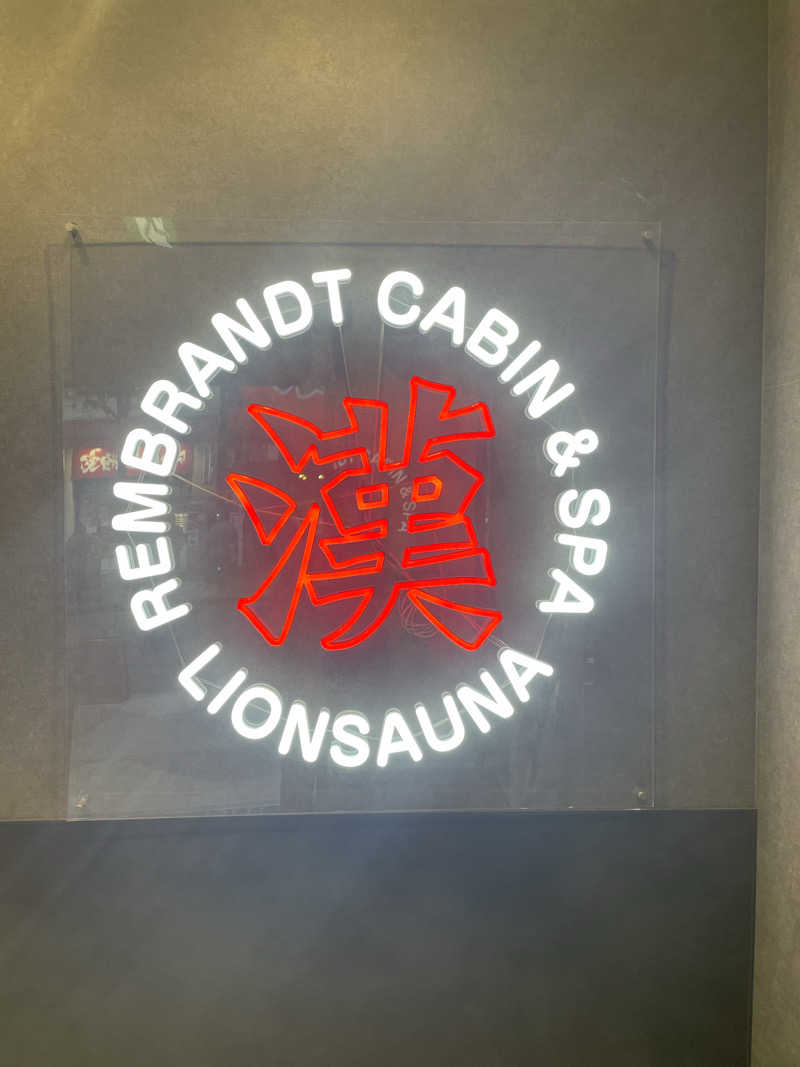 REMBRANDT CABIN & SPA
漢
LIONSAUNA